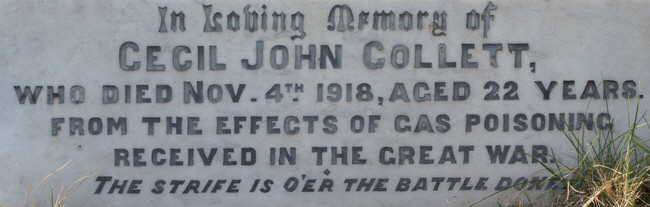 In Loving Memory of
CECIL JOHN COLLETT,
WHO DIED NOV. 4TH 1918, AGED 22 YEARS.
FROM THE EFFECTS OF GAS POISONING
RECEIVED IN THE GREAT WAR.
THE STRIFE IS O'ER THE BATTLE DONE